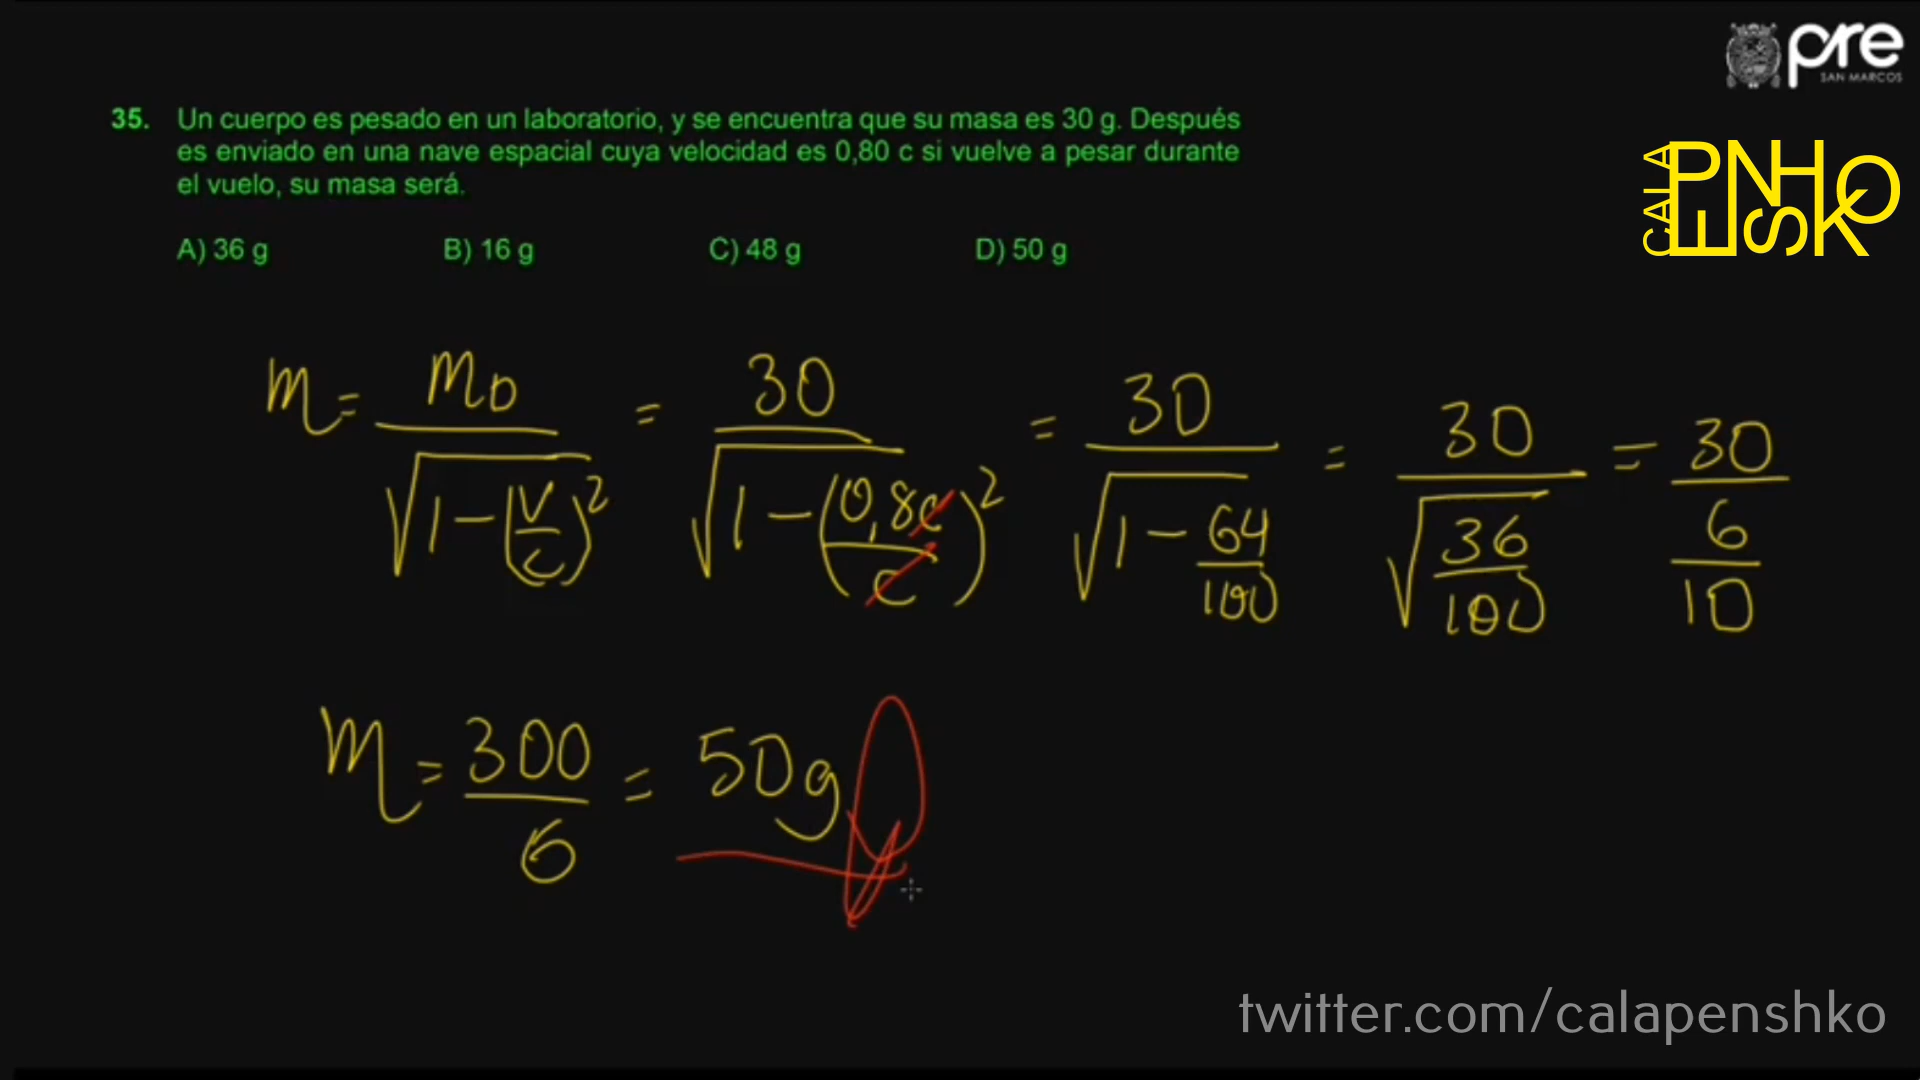 pre
SAN MARCOS
35. Un cuerpo es pesado en un laboratorio, y se encuentra que su masa es 30 g. Después
es enviado en una nave espacial cuya velocidad es 0,80 c si vuelve a pesar durante
el vuelo, su masa será.
A) 36 g B) 16 g C) 48 g D) 50 g
CALA
PNHO
ESK
m = m0 / √(1 - (v/c)²) = 30 / √(1 - (0,8c/c)²) = 30 / √(1 - 64/100) = 30 / √(36/100) = 30 / (6/10)
m = 300/6 = 50g
twitter.com/calapenshko